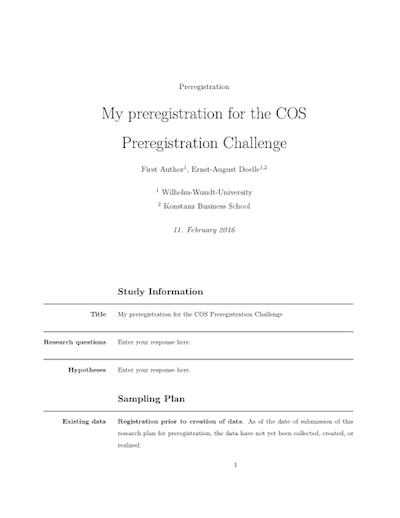 Preregistration
My preregistration for the COS
Preregistration Challenge
First Author1, Ernst-August Doelle1,2
1 Wilhelm-Wundt-University
2 Konstanz Business School
11. February 2016
Study Information
Title My preregistration for the COS Preregistration Challenge
Research questions Enter your response here.
Hypotheses Enter your response here.
Sampling Plan
Existing data Registration prior to creation of data. As of the date of submission of this
research plan for preregistration, the data have not yet been collected, created, or
realized.
1